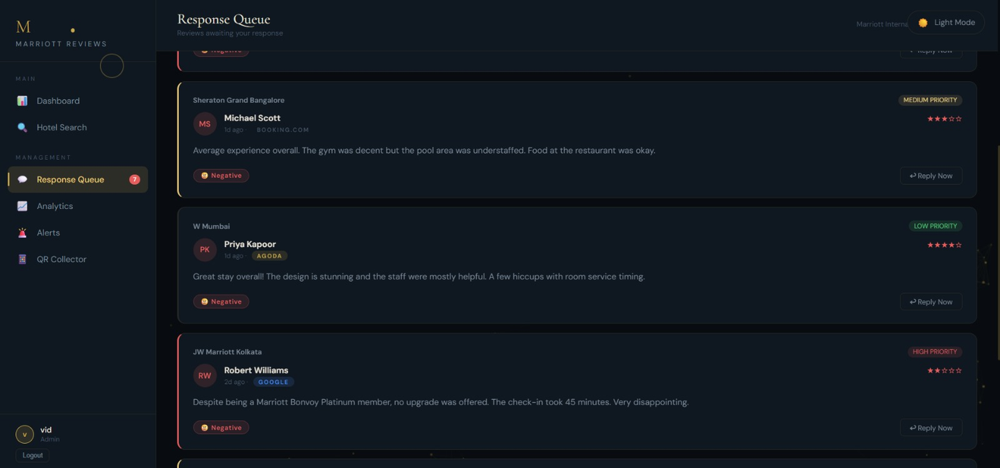 M
MARRIOTT REVIEWS
MAIN
Dashboard
Hotel Search
MANAGEMENT
Response Queue 7
Analytics
Alerts
QR Collector
v
vid
Admin
Logout
Response Queue
Reviews awaiting your response
Marriott Interna
Light Mode
Negative
Reply Now
Sheraton Grand Bangalore
MEDIUM PRIORITY
MS
Michael Scott
★★★☆☆
1d ago · BOOKING.COM
Average experience overall. The gym was decent but the pool area was understaffed. Food at the restaurant was okay.
Negative
↩ Reply Now
W Mumbai
LOW PRIORITY
PK
Priya Kapoor
★★★★☆
1d ago · AGODA
Great stay overall! The design is stunning and the staff were mostly helpful. A few hiccups with room service timing.
Negative
↩ Reply Now
JW Marriott Kolkata
HIGH PRIORITY
RW
Robert Williams
★★☆☆☆
2d ago · GOOGLE
Despite being a Marriott Bonvoy Platinum member, no upgrade was offered. The check-in took 45 minutes. Very disappointing.
Negative
↩ Reply Now